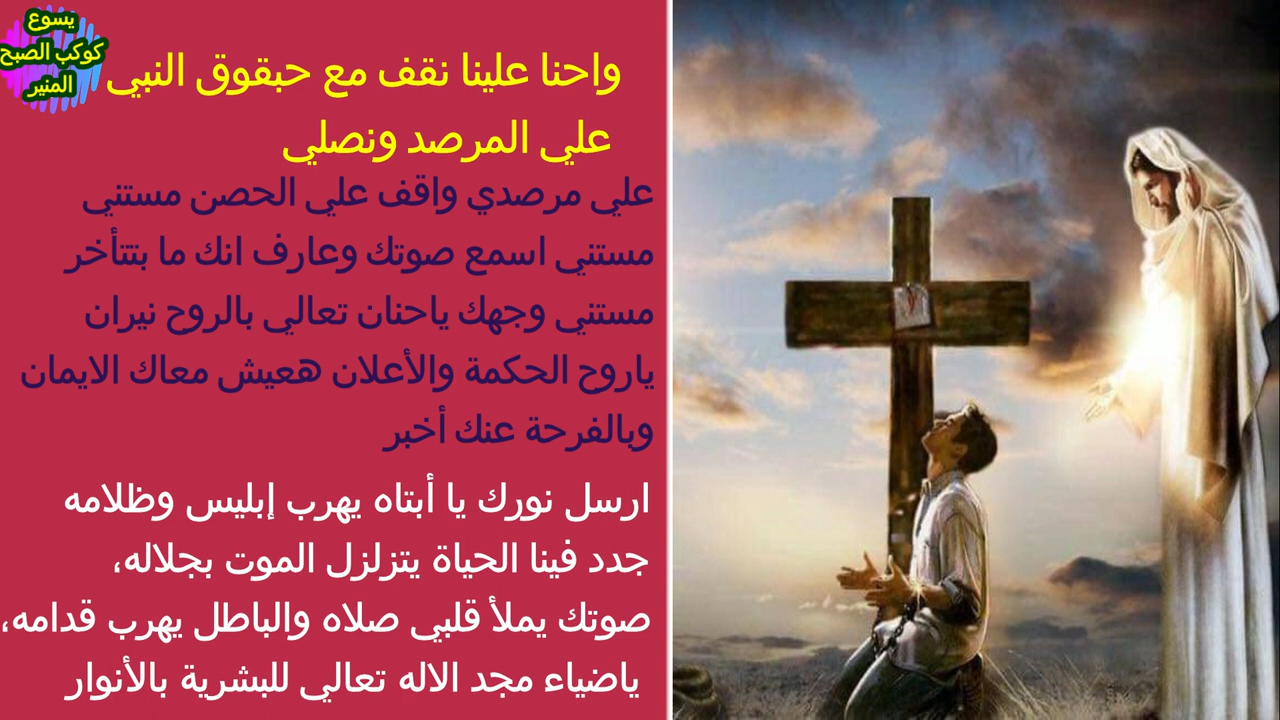 يسوع
كوكب الصبح
المنير
واحنا علينا نقف مع حبقوق النبي
علي المرصد ونصلي
علي مرصدي واقف علي الحصن مستني
مستني اسمع صوتك وعارف انك ما بتتأخر
مستني وجهك ياحنان تعالي بالروح نيران
ياروح الحكمة والأعلان هعيش معاك الايمان
وبالفرحة عنك أخبر
ارسل نورك يا أبتاه يهرب إبليس وظلامه
جدد فينا الحياة يتزلزل الموت بجلاله،
صوتك يملأ قلبي صلاه والباطل يهرب قدامه،
ياضياء مجد الاله تعالي للبشرية بالأنوار